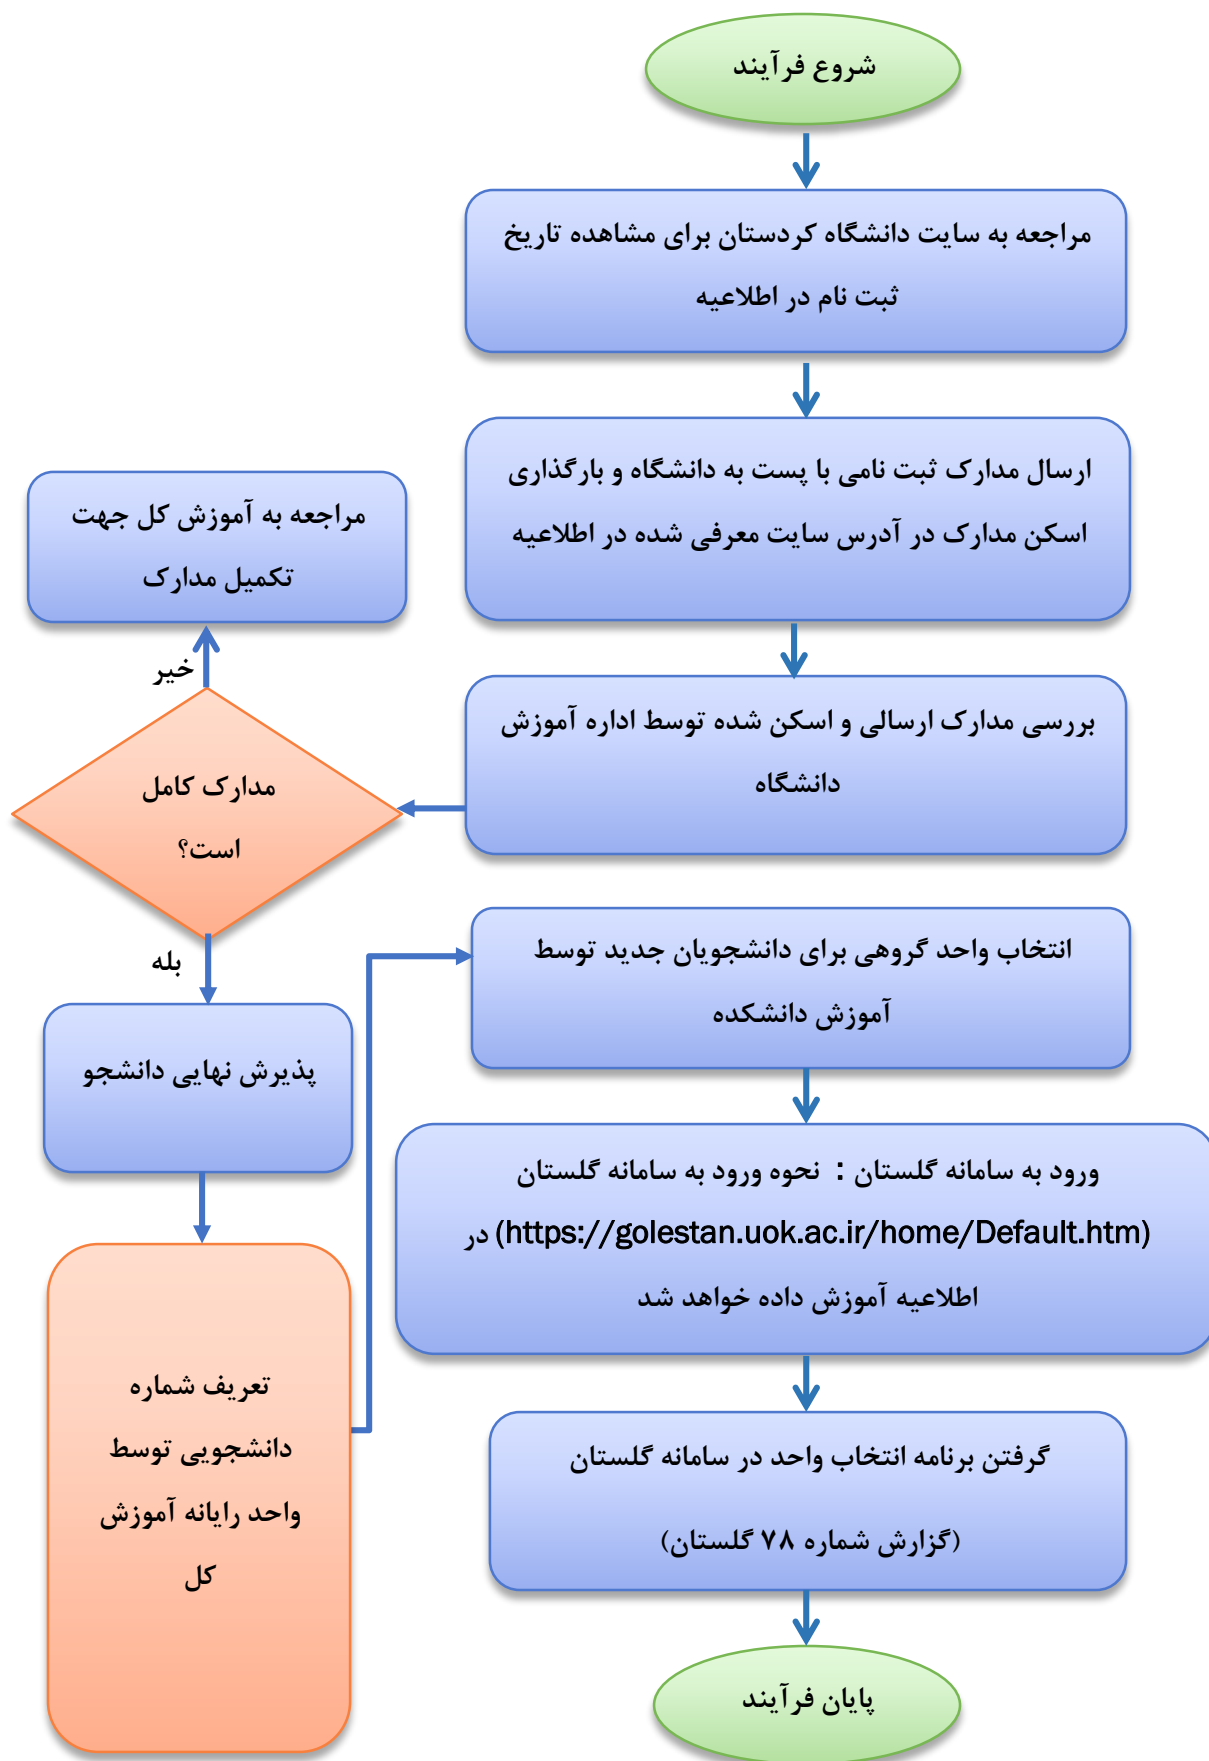 شروع فرآیند
مراجعه به سایت دانشگاه کردستان برای مشاهده تاریخ
ثبت نام در اطلاعیه
ارسال مدارک ثبت نامی با پست به دانشگاه و بارگذاری
اسکن مدارک در آدرس سایت معرفی شده در اطلاعیه
بررسی مدارک ارسالی و اسکن شده توسط اداره آموزش
دانشگاه
مدارک کامل
است؟
خیر
مراجعه به آموزش کل جهت
تکمیل مدارک
بله
پذیرش نهایی دانشجو
تعریف شماره
دانشجویی توسط
واحد رایانه آموزش
کل
انتخاب واحد گروهی برای دانشجویان جدید توسط
آموزش دانشکده
ورود به سامانه گلستان : نحوه ورود به سامانه گلستان
(https://golestan.uok.ac.ir/home/Default.htm) در
اطلاعیه آموزش داده خواهد شد
گرفتن برنامه انتخاب واحد در سامانه گلستان
(گزارش شماره ۷۸ گلستان)
پایان فرآیند